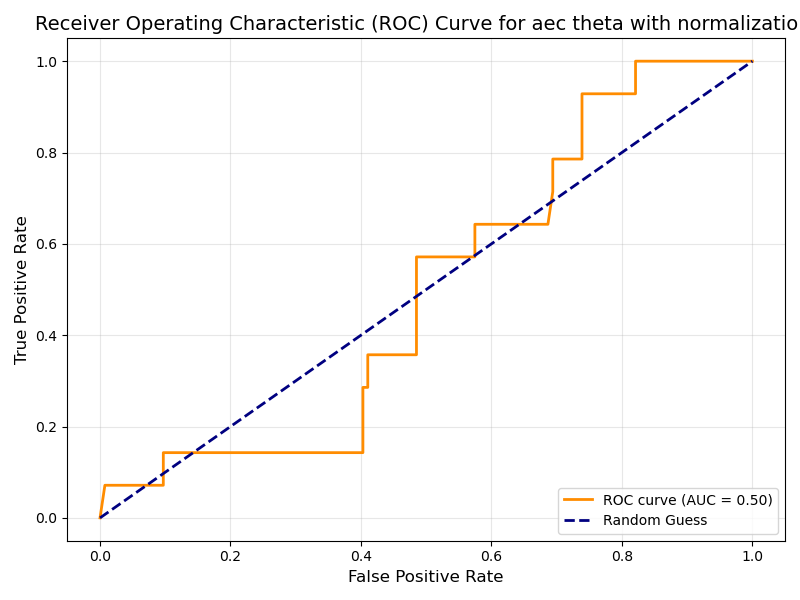 Receiver Operating Characteristic (ROC) Curve for aec theta with normalizatio
1.0
0.8
0.6
0.4
0.2
0.0
True Positive Rate
ROC curve (AUC = 0.50)
Random Guess
0.0 0.2 0.4 0.6 0.8 1.0
False Positive Rate